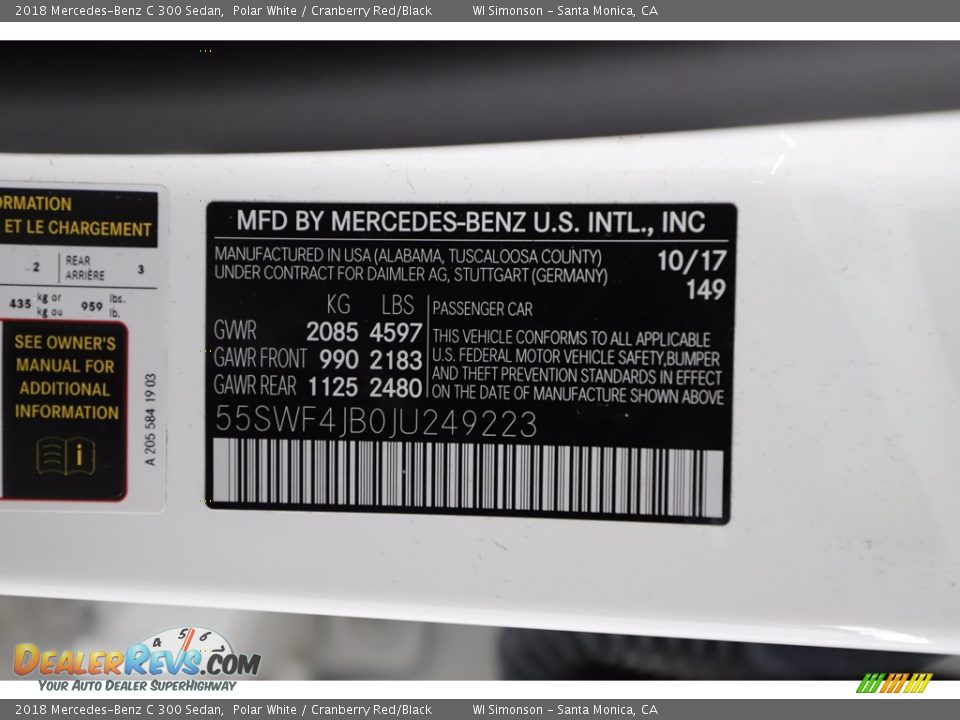 2018 Mercedes-Benz C 300 Sedan, Polar White / Cranberry Red/Black WI Simonson - Santa Monica, CA
ORMATION
ET LE CHARGEMENT
2 REAR ARRIÈRE 3
435 kg or kg ou 959 lbs. lb.
SEE OWNER'S
MANUAL FOR
ADDITIONAL
INFORMATION
i
A 205 584 19 03
MFD BY MERCEDES-BENZ U.S. INTL., INC
MANUFACTURED IN USA (ALABAMA, TUSCALOOSA COUNTY) 10/17
UNDER CONTRACT FOR DAIMLER AG, STUTTGART (GERMANY) 149
KG LBS
GVWR 2085 4597
GAWR FRONT 990 2183
GAWR REAR 1125 2480
PASSENGER CAR
THIS VEHICLE CONFORMS TO ALL APPLICABLE
U.S. FEDERAL MOTOR VEHICLE SAFETY,BUMPER
AND THEFT PREVENTION STANDARDS IN EFFECT
ON THE DATE OF MANUFACTURE SHOWN ABOVE
55SWF4JB0JU249223
4 5 6
DEALERREVS.COM
YOUR AUTO DEALER SUPERHIGHWAY
2018 Mercedes-Benz C 300 Sedan, Polar White / Cranberry Red/Black WI Simonson - Santa Monica, CA